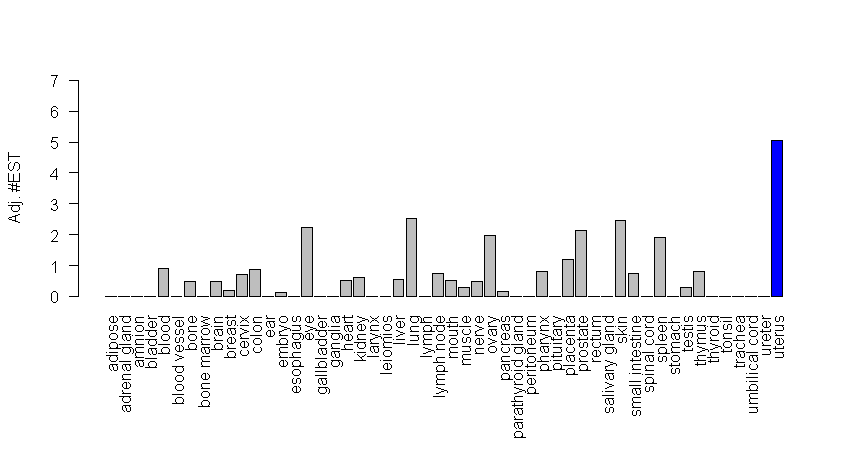 Adj. #EST
7
6
5
4
3
2
1
0
adipose
adrenal gland
amnion
bladder
blood
blood vessel
bone
bone marrow
brain
breast
cervix
colon
ear
embryo
esophagus
eye
gallbladder
ganglia
heart
kidney
larynx
leiomios
liver
lung
lymph
lymph node
mouth
muscle
nerve
ovary
pancreas
parathyroid gland
peritoneum
pharynx
pituitary
placenta
prostate
rectum
salivary gland
skin
small intestine
spinal cord
spleen
stomach
testis
thymus
thyroid
tonsil
trachea
umbilical cord
ureter
uterus